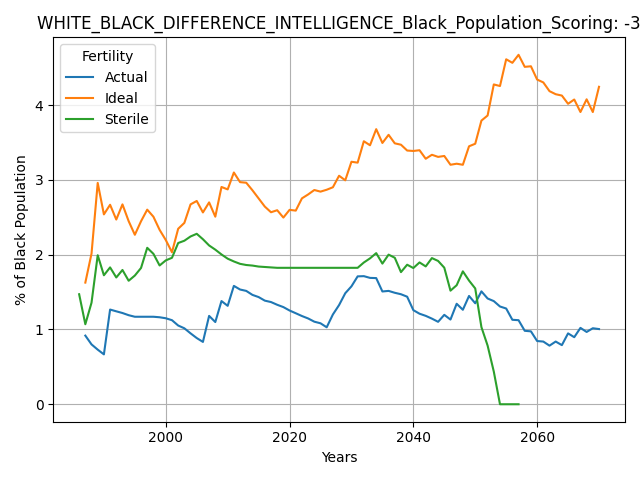 WHITE_BLACK_DIFFERENCE_INTELLIGENCE_Black_Population_Scoring: -3
Fertility
Actual
Ideal
Sterile
% of Black Population
4
3
2
1
0
2000 2020 2040 2060
Years